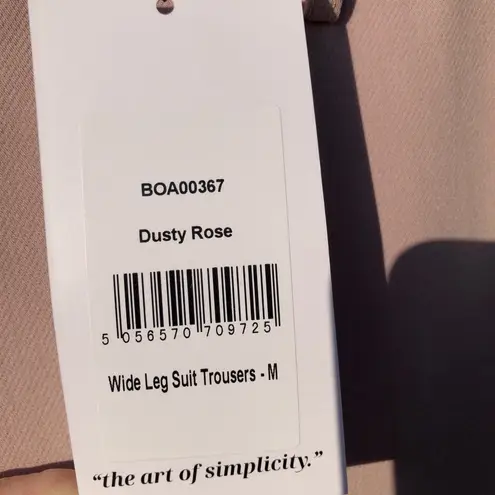 BOA00367
Dusty Rose
5 056570 709725
Wide Leg Suit Trousers - M
“the art of simplicity.”